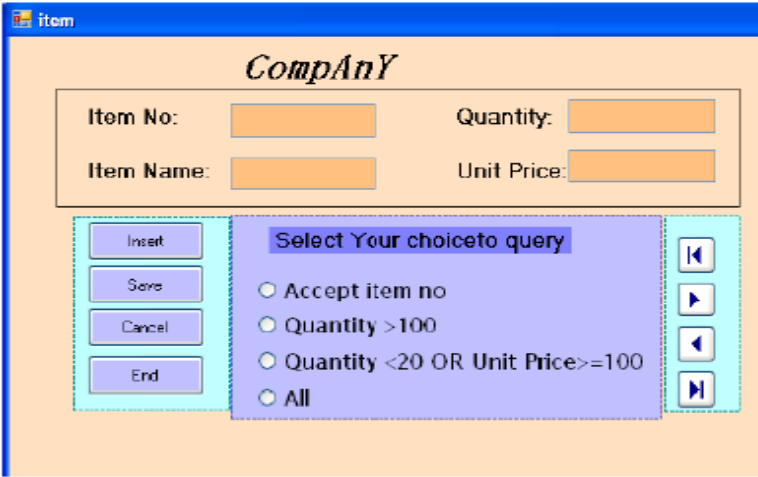 item
CompAnY
Item No:
Quantity:
Item Name:
Unit Price:
Insert
Save
Cancel
End
Select Your choiceto query
Accept item no
Quantity >100
Quantity <20 OR Unit Price>=100
All